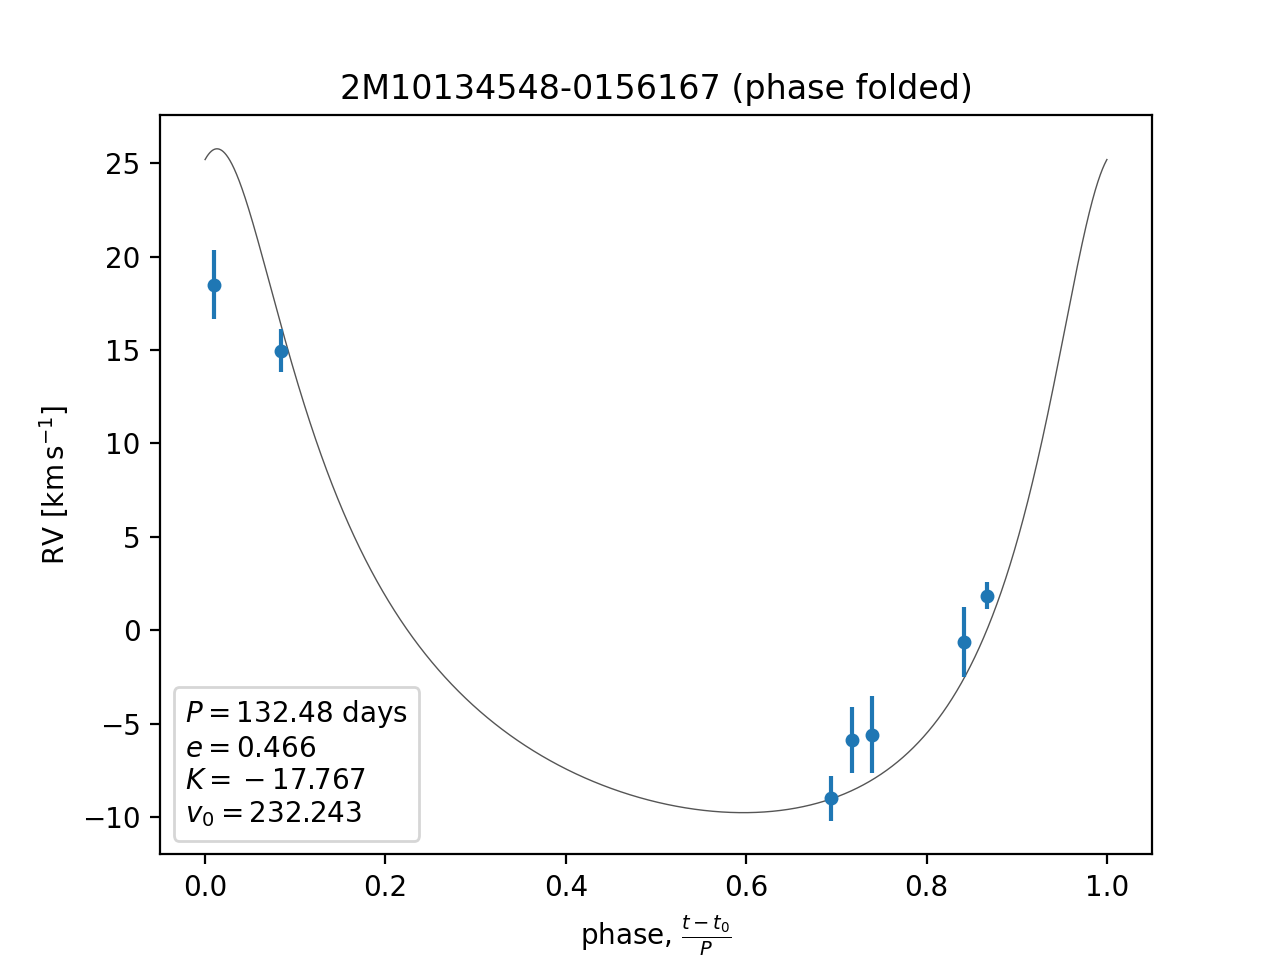 2M10134548-0156167 (phase folded)
RV [km s⁻¹]
25
20
15
10
5
0
−5
−10
P = 132.48 days
e = 0.466
K = −17.767
v₀ = 232.243
0.0 0.2 0.4 0.6 0.8 1.0
phase, (t − t₀)/P